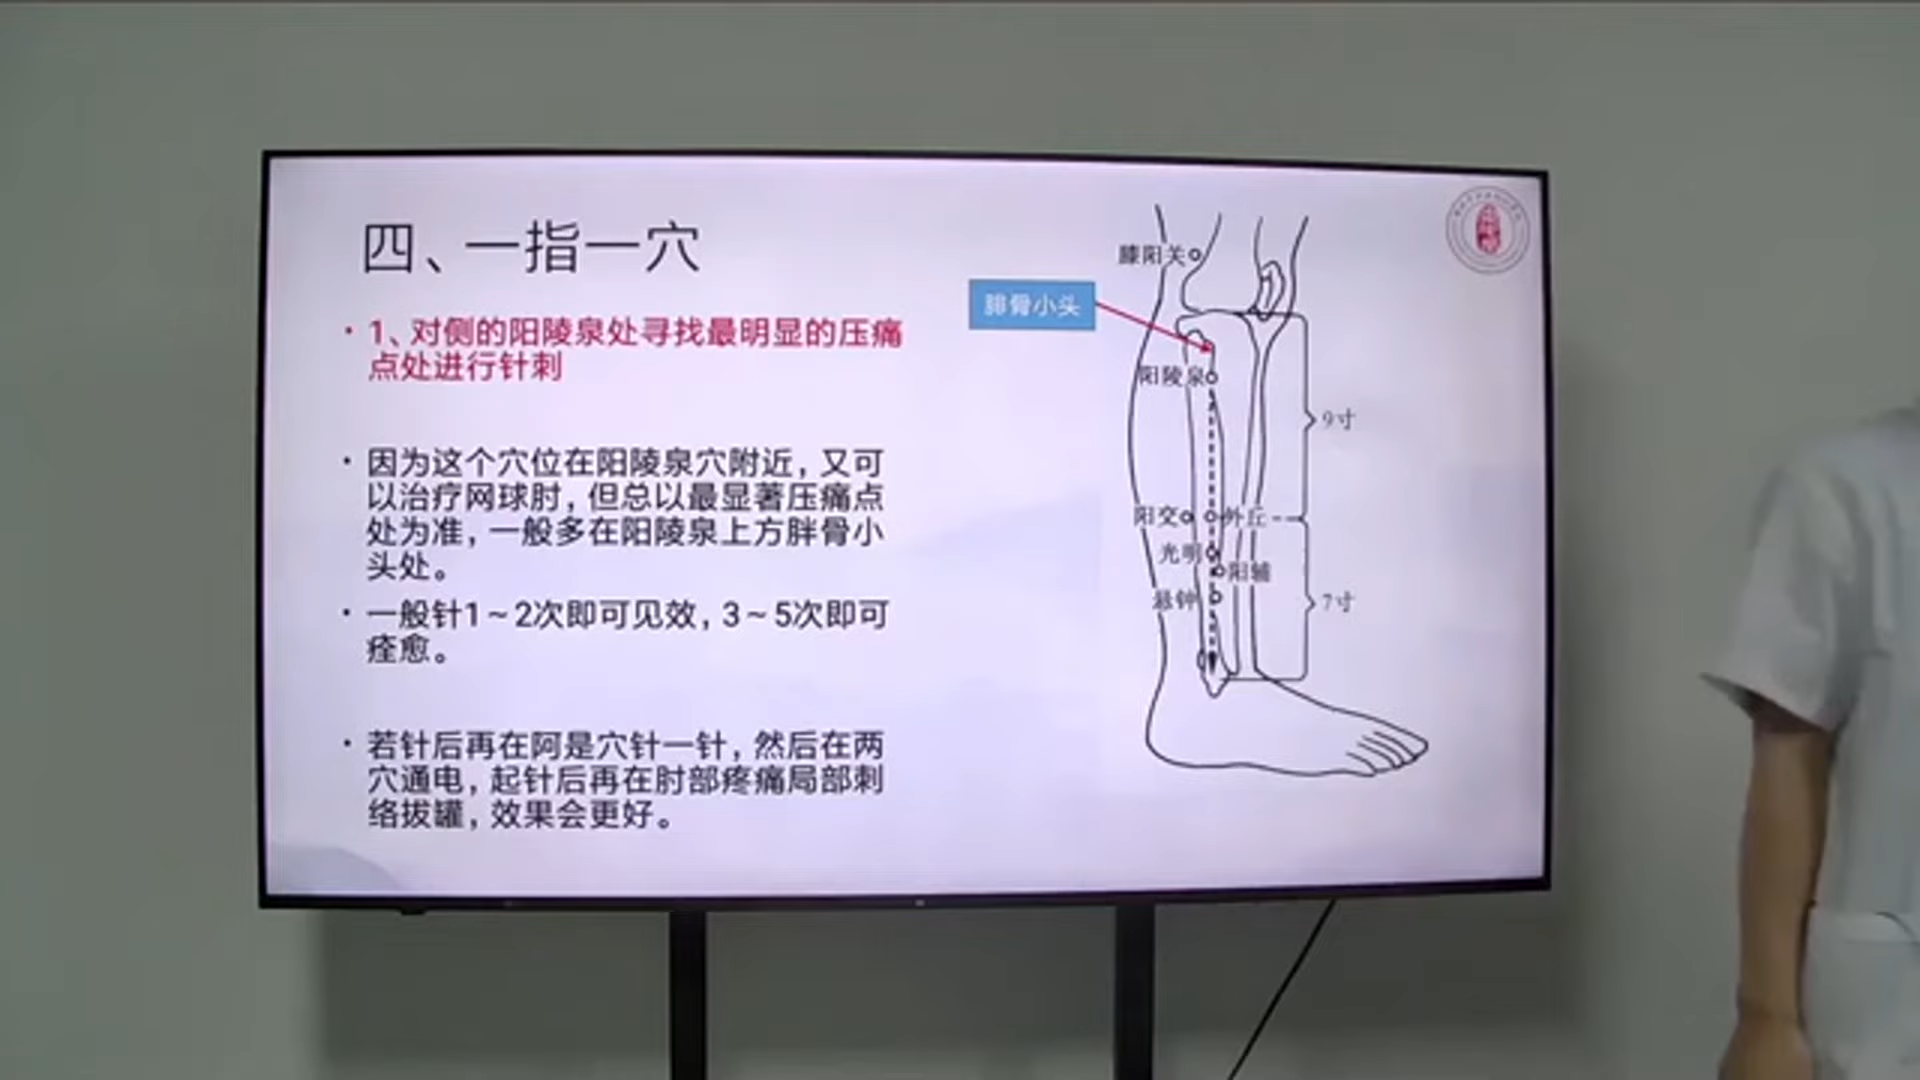 四、一指一穴
• 1、对侧的阳陵泉处寻找最明显的压痛
点处进行针刺
• 因为这个穴位在阳陵泉穴附近，又可
以治疗网球肘，但总以最显著压痛点
处为准，一般多在阳陵泉上方胖骨小
头处。
• 一般针1～2次即可见效，3～5次即可
痊愈。
• 若针后再在阿是穴针一针，然后在两
穴通电，起针后再在肘部疼痛局部刺
络拔罐，效果会更好。
膝阳关
腓骨小头
阳陵泉
9寸
阳交
外丘
光明
阳辅
悬钟
7寸